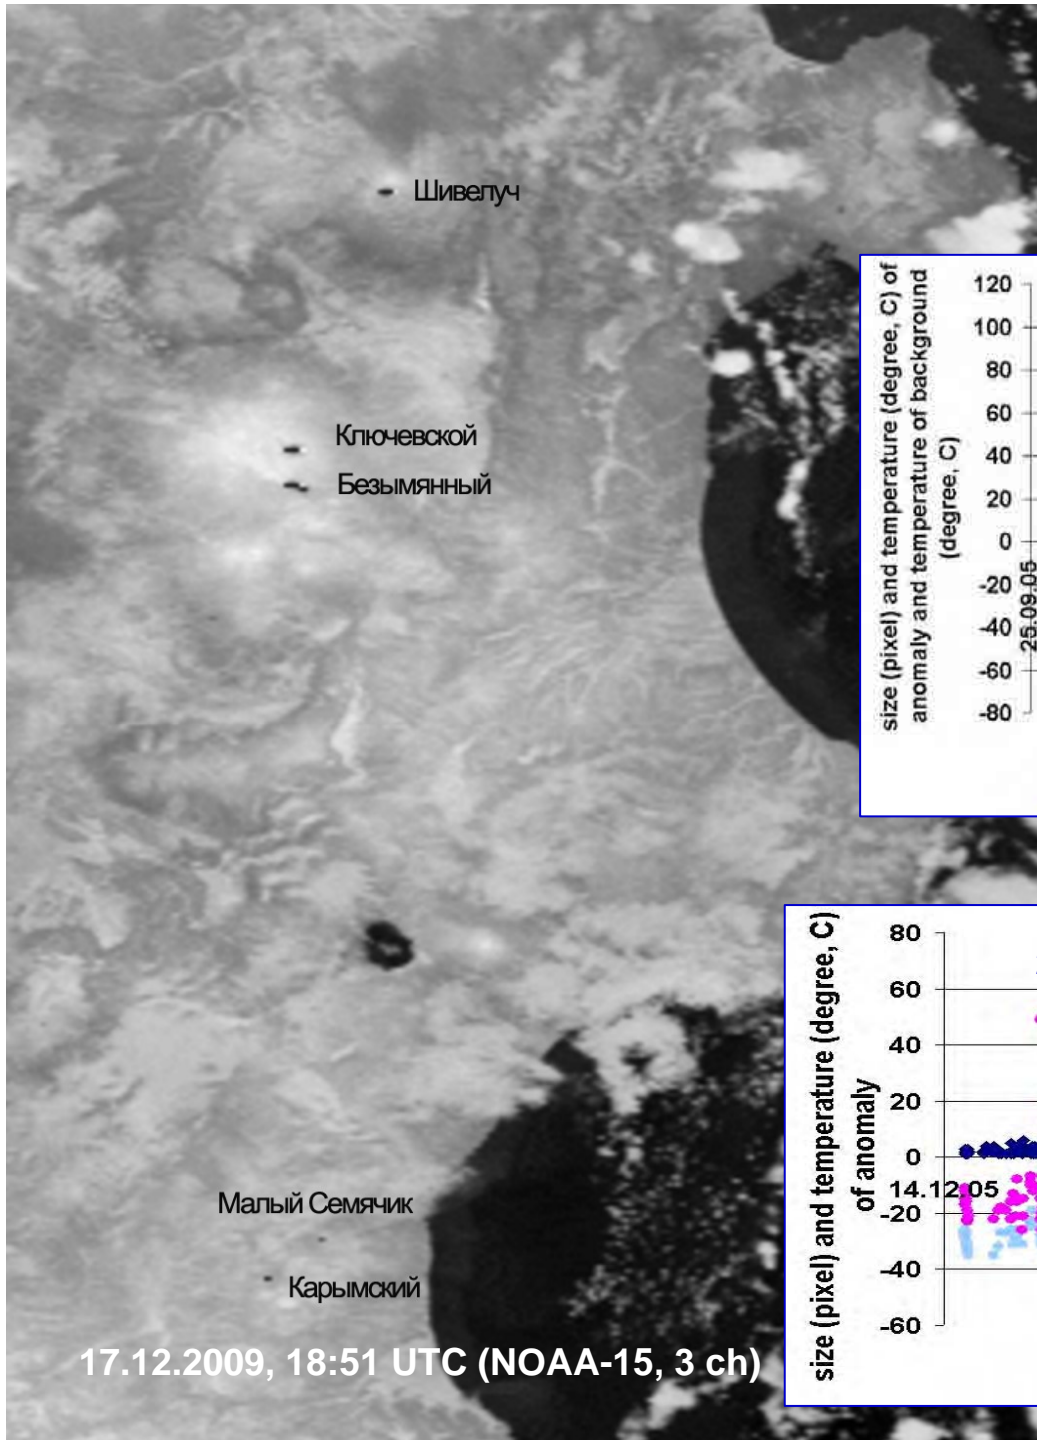 Шивелуч
Ключевской
Безымянный
size (pixel) and temperature (degree, C) of
anomaly and temperature of background
(degree, C)
120
100
80
60
40
20
0
-20
-40
-60
-80
25.09.05
size (pixel) and temperature (degree, C)
of anomaly
80
60
40
20
0
-20
-40
-60
14.12.05
Малый Семячик
Карымский
17.12.2009, 18:51 UTC (NOAA-15, 3 ch)